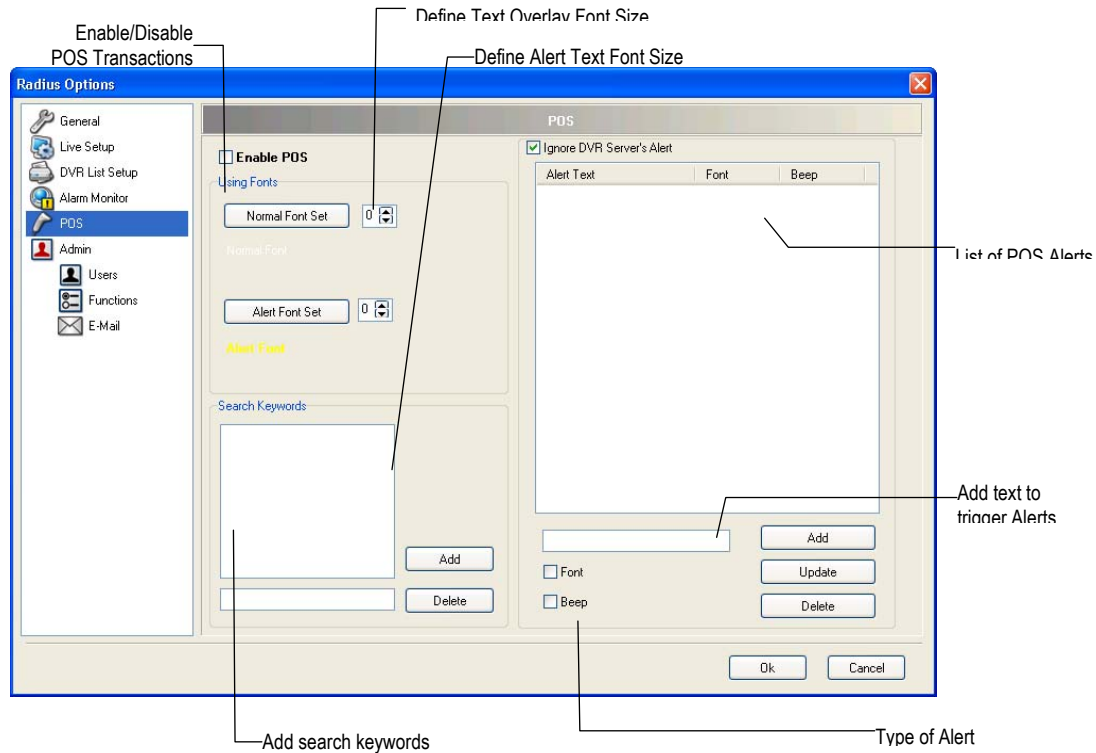 Define Text Overlay Font Size
Enable/Disable
POS Transactions
Define Alert Text Font Size
Radius Options
General
Live Setup
DVR List Setup
Alarm Monitor
POS
Admin
Users
Functions
E-Mail
POS
Enable POS
Using Fonts
Normal Font Set
0
Normal Font
Alert Font Set
0
Alert Font
Search Keywords
Add
Delete
Ignore DVR Server's Alert
Alert Text Font Beep
List of POS Alerts
Add text to
trigger Alerts
Add
Font
Update
Beep
Delete
Ok
Cancel
Add search keywords
Type of Alert